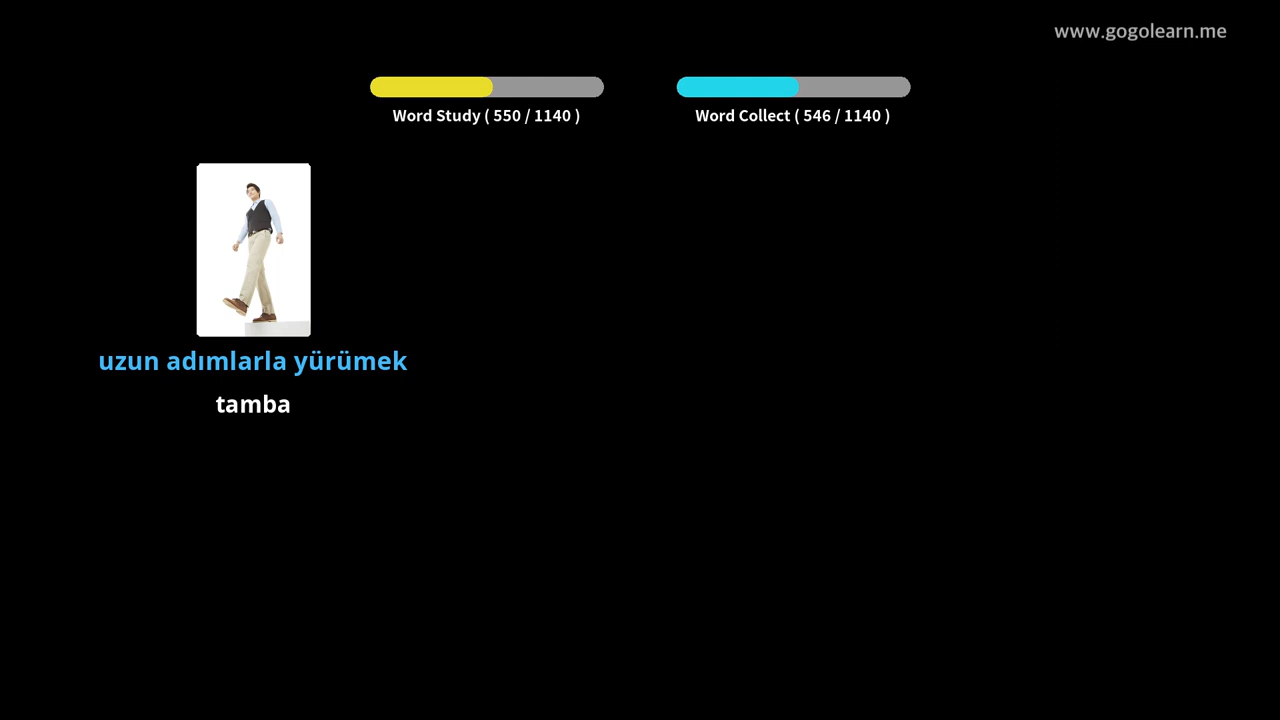 www.gogolearn.me
Word Study ( 550 / 1140 )
Word Collect ( 546 / 1140 )
uzun adımlarla yürümek
tamba